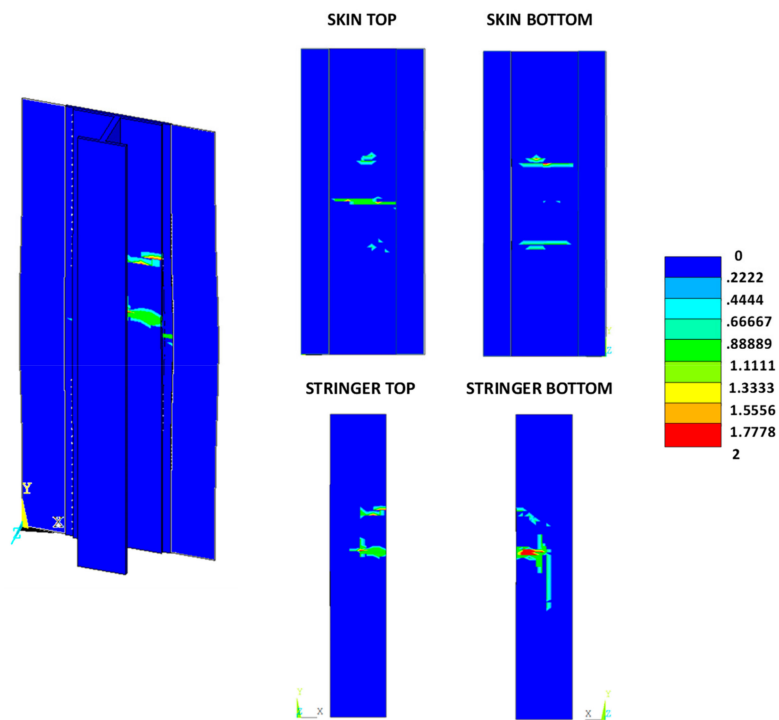 SKIN TOP
SKIN BOTTOM
0
.2222
.4444
.66667
.88889
1.1111
1.3333
1.5556
1.7778
2
STRINGER TOP
STRINGER BOTTOM
Y
X
Z
Z
Y
Z
X
Y
X
Z